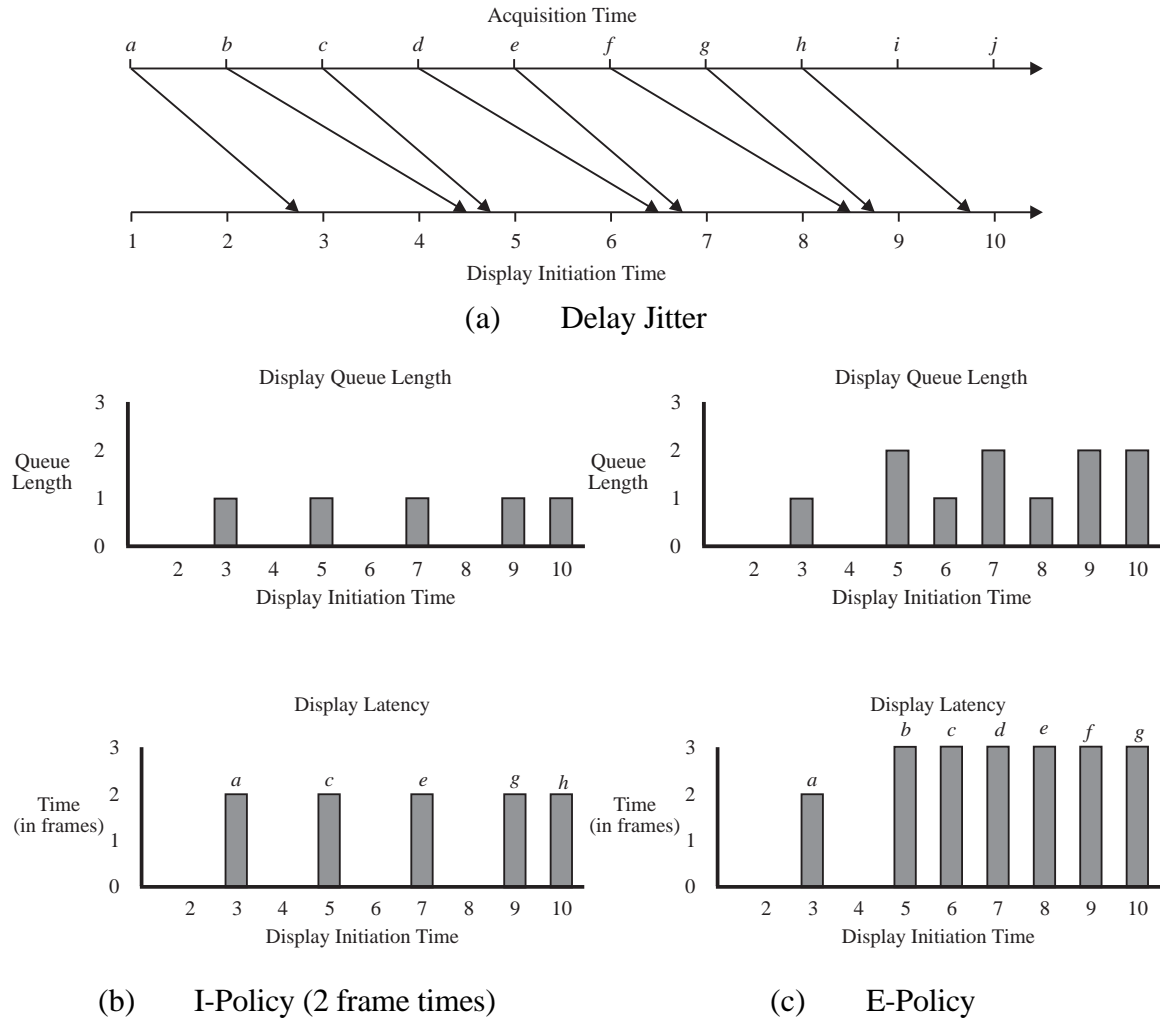 Acquisition Time
a b c d e f g h i j
1 2 3 4 5 6 7 8 9 10
Display Initiation Time
(a) Delay Jitter
Display Queue Length
3
2
1
0
Queue
Length
2 3 4 5 6 7 8 9 10
Display Initiation Time
Display Queue Length
3
2
1
0
Queue
Length
2 3 4 5 6 7 8 9 10
Display Initiation Time
Display Latency
3
2
1
0
Time
(in frames)
a c e g h
2 3 4 5 6 7 8 9 10
Display Initiation Time
(b) I-Policy (2 frame times)
Display Latency
3
2
1
0
Time
(in frames)
a b c d e f g
2 3 4 5 6 7 8 9 10
Display Initiation Time
(c) E-Policy